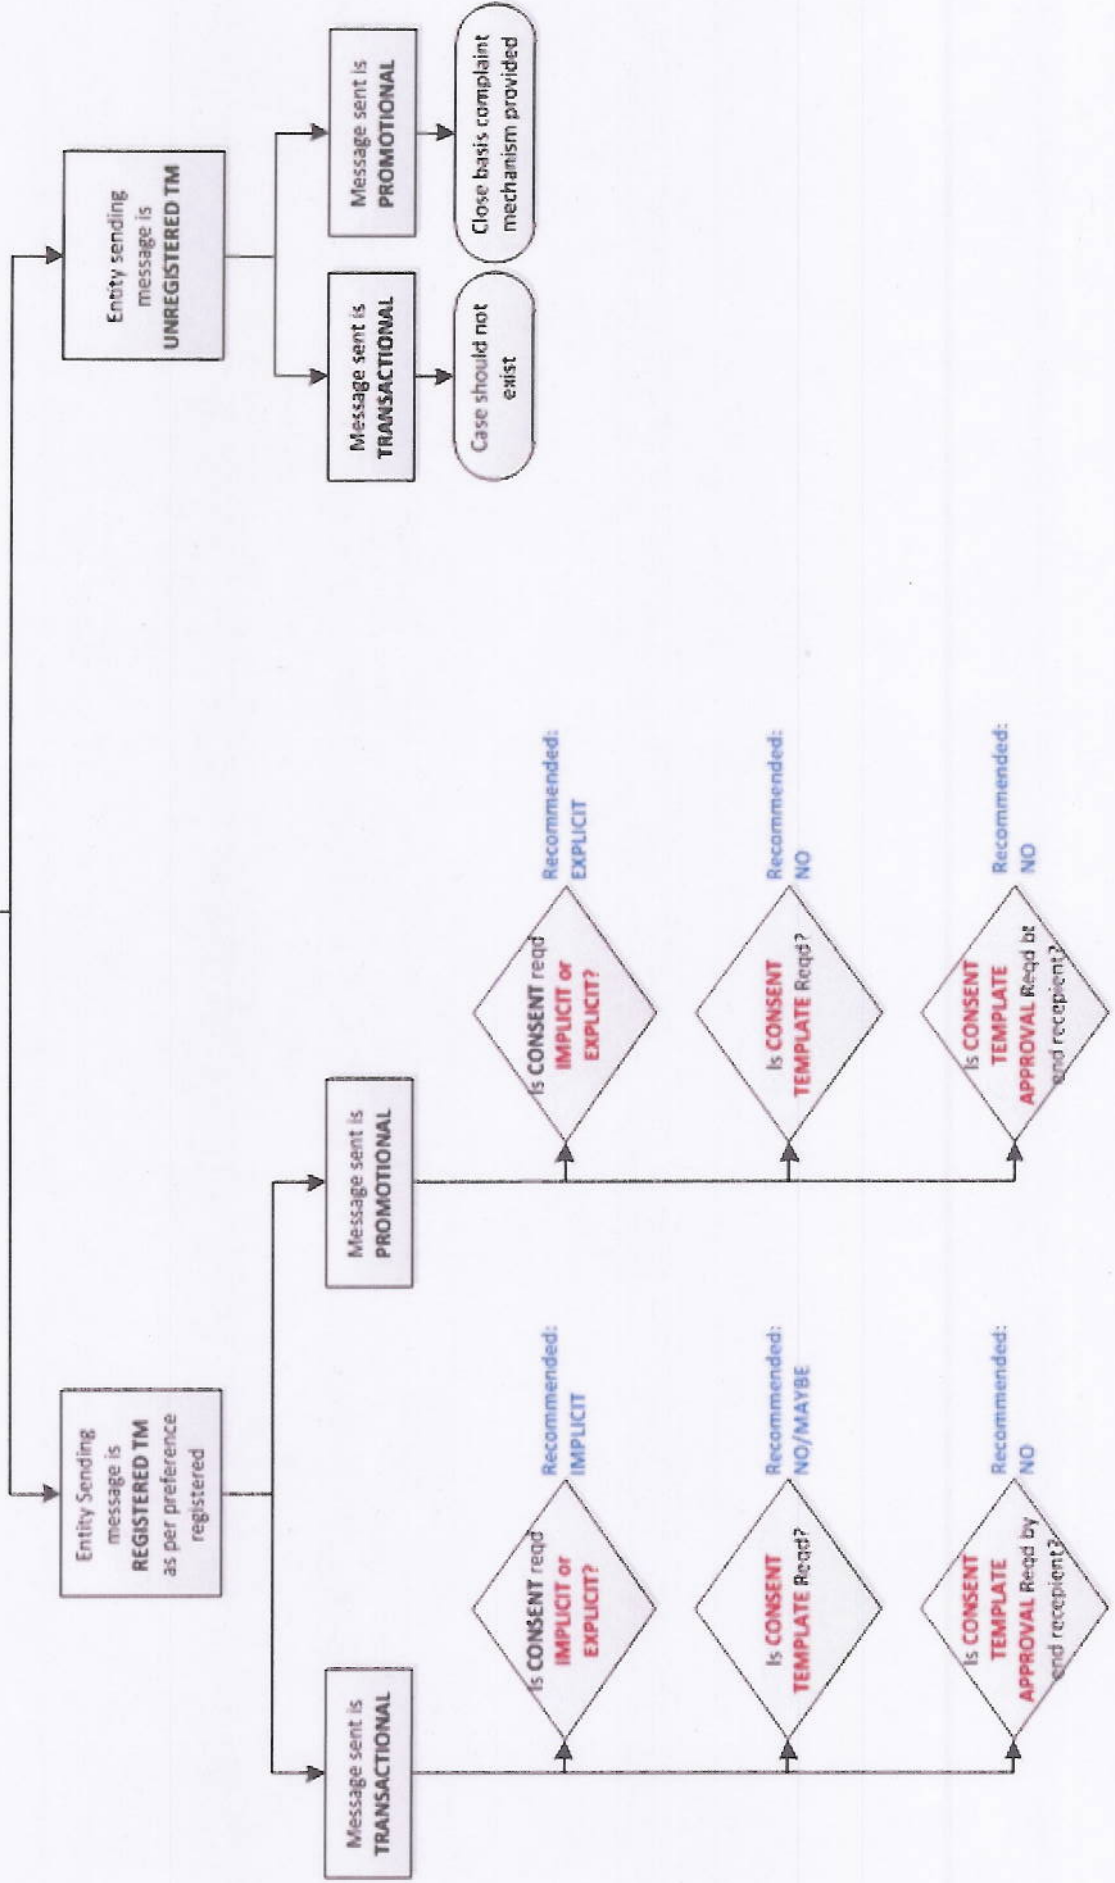 Entity Sending
message is
REGISTERED TM
as per preference
registered
Entity sending
message is
UNREGISTERED TM
Message sent is
TRANSACTIONAL
Message sent is
PROMOTIONAL
Message sent is
TRANSACTIONAL
Message sent is
PROMOTIONAL
Case should not
exist
Close basis complaint
mechanism provided
Is CONSENT reqd
IMPLICIT or
EXPLICIT?
Recommended:
IMPLICIT
Is CONSENT reqd
IMPLICIT or
EXPLICIT?
Recommended:
EXPLICIT
Is CONSENT
TEMPLATE Reqd?
Recommended:
NO/MAYBE
Is CONSENT
TEMPLATE Reqd?
Recommended:
NO
Is CONSENT
TEMPLATE
APPROVAL Reqd by
end recepient?
Recommended:
NO
Is CONSENT
TEMPLATE
APPROVAL Reqd be
end recepient?
Recommended:
NO